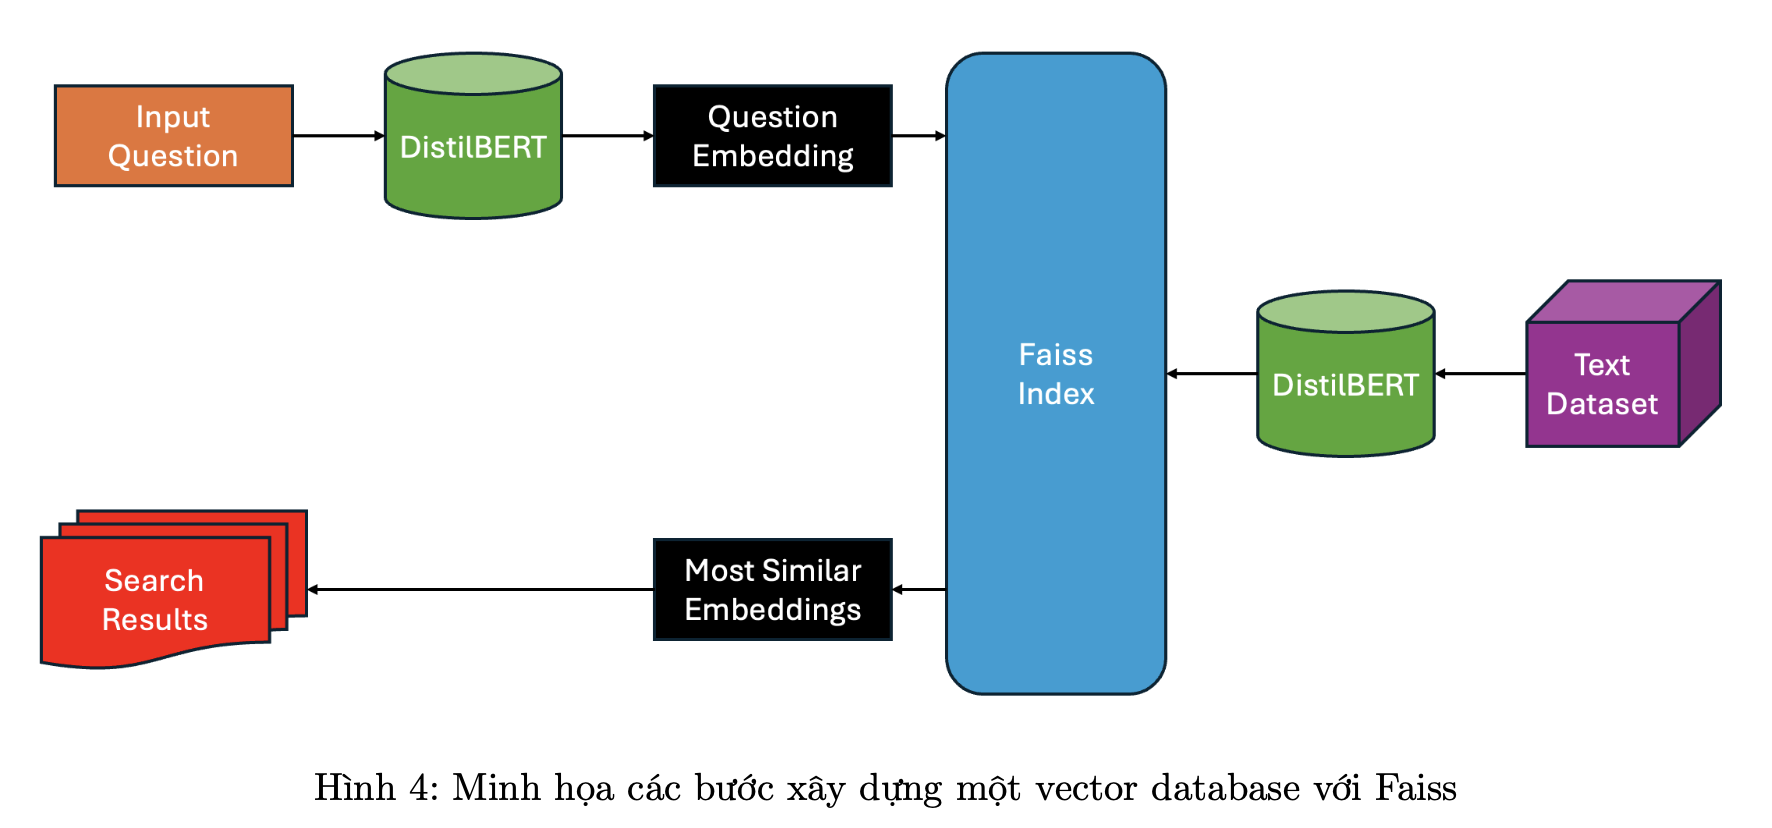 Input
Question
DistilBERT
Question
Embedding
Faiss
Index
DistilBERT
Text
Dataset
Most Similar
Embeddings
Search
Results
Hình 4: Minh họa các bước xây dựng một vector database với Faiss